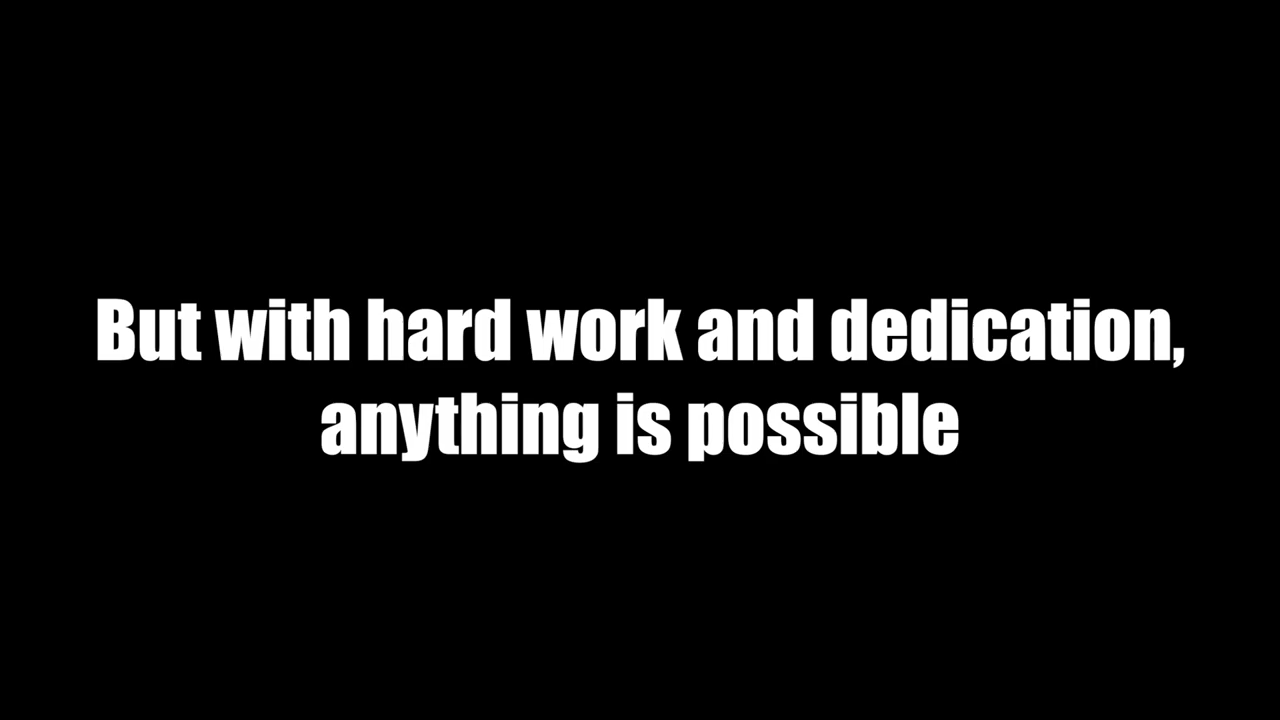 But with hard work and dedication,
anything is possible